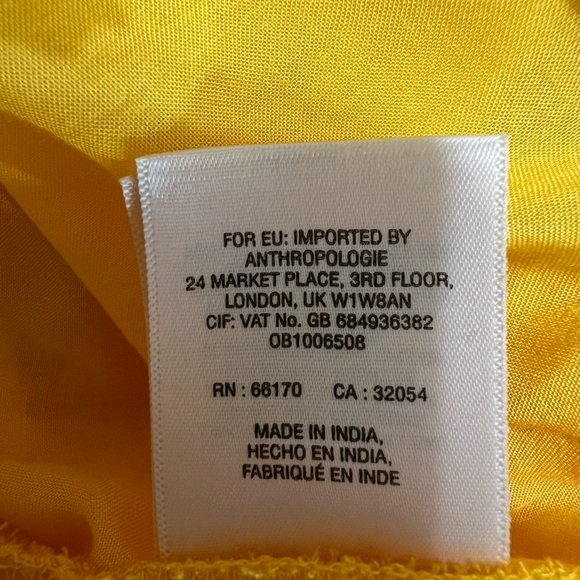 FOR EU: IMPORTED BY
ANTHROPOLOGIE
24 MARKET PLACE, 3RD FLOOR,
LONDON, UK W1W8AN
CIF: VAT No. GB 684936382
OB1006508
RN : 66170 CA : 32054
MADE IN INDIA,
HECHO EN INDIA,
FABRIQUÉ EN INDE